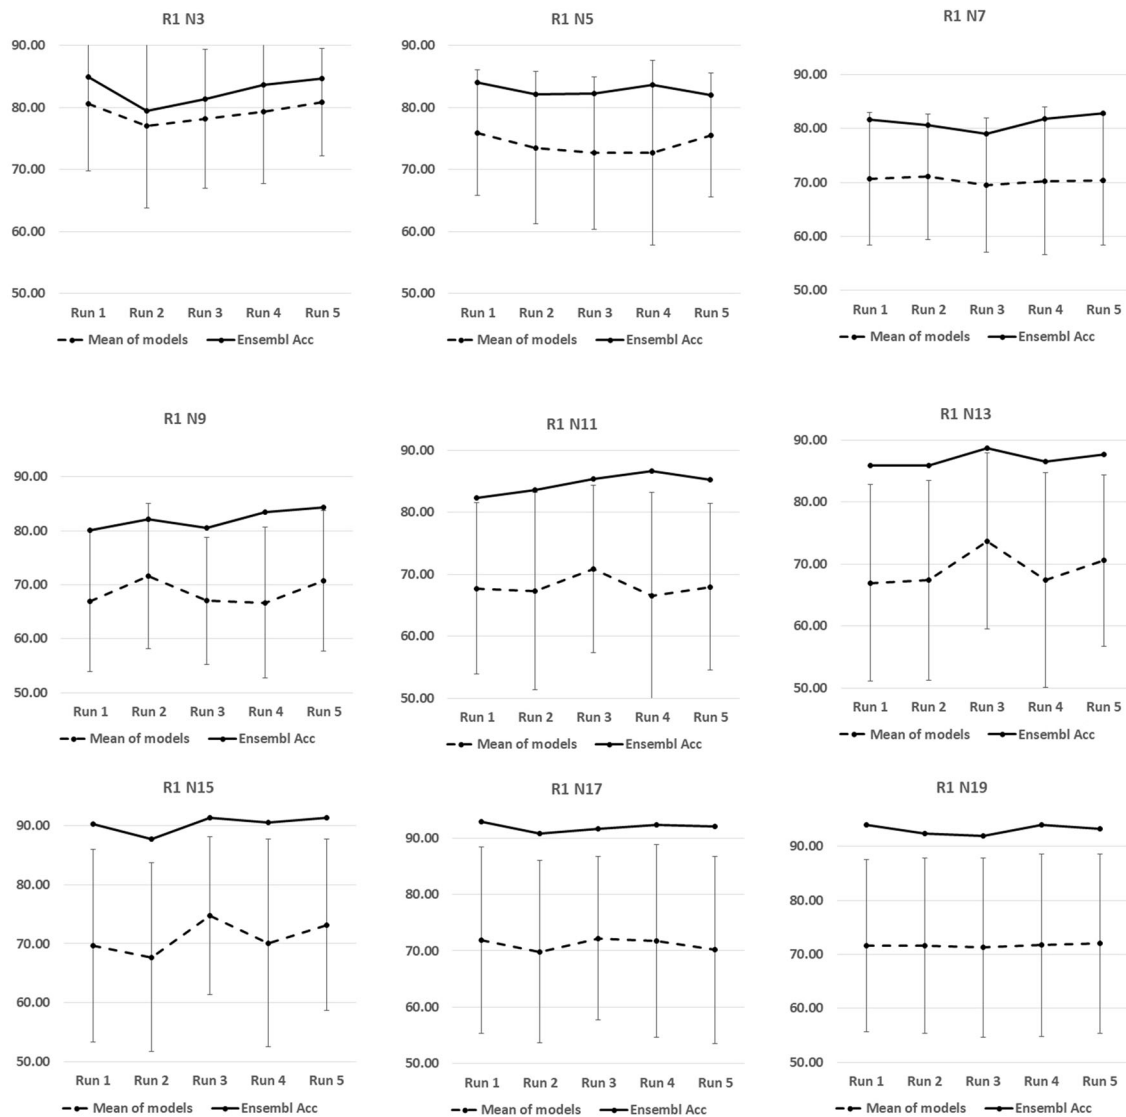 R1 N3
90.00
80.00
70.00
60.00
50.00
Run 1 Run 2 Run 3 Run 4 Run 5
Mean of models Ensembl Acc
R1 N5
90.00
80.00
70.00
60.00
50.00
Run 1 Run 2 Run 3 Run 4 Run 5
Mean of models Ensembl Acc
R1 N7
90.00
80.00
70.00
60.00
50.00
Run 1 Run 2 Run 3 Run 4 Run 5
Mean of models Ensembl Acc
R1 N9
90.00
80.00
70.00
60.00
50.00
Run 1 Run 2 Run 3 Run 4 Run 5
Mean of models Ensembl Acc
R1 N11
90.00
80.00
70.00
60.00
50.00
Run 1 Run 2 Run 3 Run 4 Run 5
Mean of models Ensembl Acc
R1 N13
90.00
80.00
70.00
60.00
50.00
Run 1 Run 2 Run 3 Run 4 Run 5
Mean of models Ensembl Acc
R1 N15
90.00
80.00
70.00
60.00
50.00
Run 1 Run 2 Run 3 Run 4 Run 5
Mean of models Ensembl Acc
R1 N17
90.00
80.00
70.00
60.00
50.00
Run 1 Run 2 Run 3 Run 4 Run 5
Mean of models Ensembl Acc
R1 N19
90.00
80.00
70.00
60.00
50.00
Run 1 Run 2 Run 3 Run 4 Run 5
Mean of models Ensembl Acc